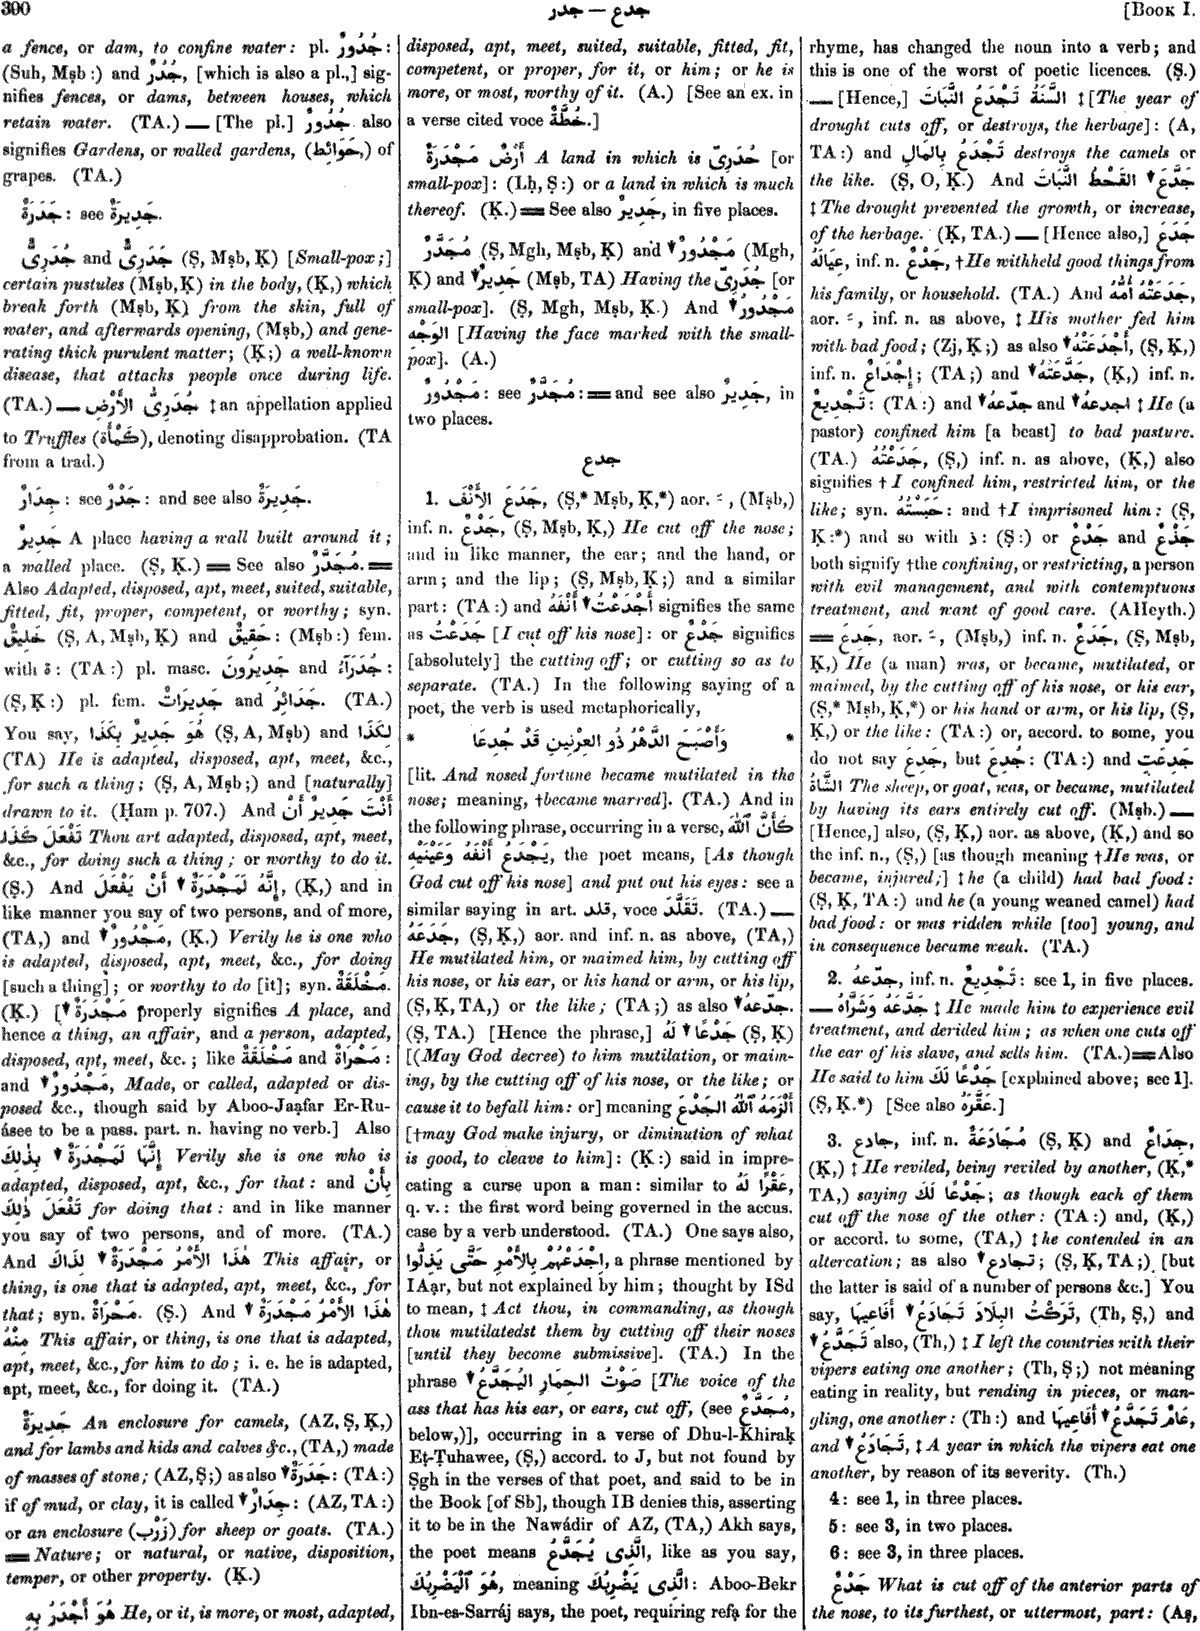 300
جدر — جدع
[BOOK I.
a fence, or dam, to confine water: pl. جُدُورٌ:
(Suh, Mṣb:) and جُدُرٌ, [which is also a pl.,] sig-
nifies fences, or dams, between houses, which
retain water. (TA.) — [The pl.] جُدُورٌ also
signifies Gardens, or walled gardens, (حَوَائِط,) of
grapes. (TA.)
جَدَرَةٌ: see جَدِيرَةٌ.
جُدَرِىٌّ and جَدَرِىٌّ (Ṣ, Mṣb, Ḳ) [Small-pox;]
certain pustules (Mṣb, Ḳ) in the body, (Ḳ,) which
break forth (Mṣb, Ḳ) from the skin, full of
water, and afterwards opening, (Mṣb,) and gene-
rating thick purulent matter; (Ḳ;) a well-known
disease, that attacks people once during life.
(TA.) — جُدَرِىُّ الأَرْضِ ‡ an appellation applied
to Truffles (كَمْأَة), denoting disapprobation. (TA
from a trad.)
جِدَارٌ: see جَدْرٌ: and see also جَدِيرَةٌ.
جَدِيرٌ A place having a wall built around it;
a walled place. (Ṣ, Ḳ.) = See also مُجَدَّرٌ. =
Also Adapted, disposed, apt, meet, suited, suitable,
fitted, fit, proper, competent, or worthy; syn.
خَلِيقٌ (Ṣ, A, Mṣb, Ḳ) and حَقِيقٌ: (Mṣb:) fem.
with ة: (TA:) pl. masc. جَدِيرُونَ and جُدَرَآءُ:
(Ṣ, Ḳ:) pl. fem. جَدِيرَاتٌ and جَدَائِرُ. (TA.)
You say, هُوَ جَدِيرٌ بِكَذَا (Ṣ, A, Mṣb) and لِكَذَا
(TA) He is adapted, disposed, apt, meet, &c.,
for such a thing; (Ṣ, A, Mṣb;) and [naturally]
drawn to it. (Ḥam p. 707.) And أَنْتَ جَدِيرٌ أَنْ
تَفْعَلَ كَذَا Thou art adapted, disposed, apt, meet,
&c., for doing such a thing; or worthy to do it.
(Ṣ.) And إِنَّهُ لَمَجْدَرَةٌ ▼ أَنْ يَفْعَلَ, (Ḳ,) and in
like manner you say of two persons, and of more,
(TA,) and مَجْدُورٌ▼, (Ḳ.) Verily he is one who
is adapted, disposed, apt, meet, &c., for doing
[such a thing]; or worthy to do [it]; syn. مَخْلَقَةٌ.
(Ḳ.) [مَجْدَرَةٌ▼ properly signifies A place, and
hence a thing, an affair, and a person, adapted,
disposed, apt, meet, &c.; like مَخْلَقَةٌ and مَحْرَاةٌ:
and مَجْدُورٌ▼, Made, or called, adapted or dis-
posed &c., though said by Aboo-Jaạfar Er-Ru-
ásee to be a pass. part. n. having no verb.] Also
إِنَّهَا لَمَجْدَرَةٌ ▼ بِذٰلِكَ Verily she is one who is
adapted, disposed, apt, &c., for that: and بِأَنْ
تَفْعَلَ ذٰلِكَ for doing that: and in like manner
you say of two persons, and of more. (TA.)
And هٰذَا الأَمْرُ مَجْدَرَةٌ ▼ لِذَاكَ This affair, or
thing, is one that is adapted, apt, meet, &c., for
that; syn. مَحْرَاةٌ. (Ṣ.) And هٰذَا الأَمْرُ مَجْدَرَةٌ ▼
مِنْهُ This affair, or thing, is one that is adapted,
apt, meet, &c., for him to do; i. e. he is adapted,
apt, meet, &c., for doing it. (TA.)
جَدِيرَةٌ An enclosure for camels, (AZ, Ṣ, Ḳ,)
and for lambs and kids and calves &c., (TA,) made
of masses of stone; (AZ, Ṣ;) as also جَدَرَةٌ▼: (TA:)
if of mud, or clay, it is called جِدَارٌ▼: (AZ, TA:)
or an enclosure (زَرْب) for sheep or goats. (TA.)
= Nature; or natural, or native, disposition,
temper, or other property. (Ḳ.)
هُوَ أَجْدَرُ بِهِ He, or it, is more, or most, adapted,
disposed, apt, meet, suited, suitable, fitted, fit,
competent, or proper, for it, or him; or he is
more, or most, worthy of it. (A.) [See an ex. in
a verse cited voce خُطَّةٌ.]
أَرْضٌ مَجْدَرَةٌ A land in which is جُدَرِىّ [or
small-pox]: (Lḥ, Ṣ:) or a land in which is much
thereof. (Ḳ.) = See also جَدِيرٌ, in five places.
مُجَدَّرٌ (Ṣ, Mgh, Mṣb, Ḳ) and مَجْدُورٌ▼ (Mgh,
Ḳ) and جَدِيرٌ▼ (Mṣb, TA) Having the جُدَرِىّ [or
small-pox]. (Ṣ, Mgh, Mṣb, Ḳ.) And مَجْدُورُ▼
الوَجْهِ [Having the face marked with the small-
pox]. (A.)
مَجْدُورٌ: see مُجَدَّرٌ: = and see also جَدِيرٌ, in
two places.
جدع
1. جَدَعَ الأَنْفَ, (Ṣ,* Mṣb, Ḳ,*) aor. ـَ, (Mṣb,)
inf. n. جَدْعٌ, (Ṣ, Mṣb, Ḳ,) He cut off the nose;
and in like manner, the ear; and the hand, or
arm; and the lip; (Ṣ, Mṣb, Ḳ;) and a similar
part: (TA:) and أَجْدَعْتُ▼ أَنْفَهُ signifies the same
as جَدَعْتُ [I cut off his nose]: or جَدْعٌ signifies
[absolutely] the cutting off; or cutting so as to
separate. (TA.) In the following saying of a
poet, the verb is used metaphorically,
* وَأَصْبَحَ الدَّهْرُ ذُو العِرْنِينِ قَدْ جُدِعَا *
[lit. And nosed fortune became mutilated in the
nose; meaning, † became marred]. (TA.) And in
the following phrase, occurring in a verse, كَأَنَّ ٱللّٰهَ
يَجْدَعُ أَنْفَهُ وَعَيْنَيْهِ, the poet means, [As though
God cut off his nose] and put out his eyes: see a
similar saying in art. قلد, voce تَقَلَّدَ. (TA.) —
جَدَعَهُ, (Ṣ, Ḳ,) aor. and inf. n. as above, (TA,)
He mutilated him, or maimed him, by cutting off
his nose, or his ear, or his hand or arm, or his lip,
(Ṣ, Ḳ, TA,) or the like; (TA;) as also جدّعهُ▼.
(Ṣ, TA.) [Hence the phrase,] جَدْعًا▼ لَهُ (Ṣ, Ḳ)
[(May God decree) to him mutilation, or maim-
ing, by the cutting off of his nose, or the like; or
cause it to befall him: or] meaning أَلْزَمَهُ ٱللّٰهُ الجَدْعَ
[† may God make injury, or diminution of what
is good, to cleave to him]: (Ḳ:) said in impre-
cating a curse upon a man: similar to عَقْرًا لَهُ,
q. v.: the first word being governed in the accus.
case by a verb understood. (TA.) One says also,
اِجْدَعْهُمْ بِالأَمْرِ حَتَّى يَذِلُّوا, a phrase mentioned by
IAạr, but not explained by him; thought by ISd
to mean, ‡ Act thou, in commanding, as though
thou mutilatedst them by cutting off their noses
[until they become submissive]. (TA.) In the
phrase صَوْتُ الحِمَارِ اليُجَدَّعُ▼ [The voice of the
ass that has his ear, or ears, cut off, (see مُجَدَّعٌ,
below,)], occurring in a verse of Dhu-l-Khiraḳ
Eṭ-Ṭuhawee, (Ṣ,) accord. to J, but not found by
Ṣgh in the verses of that poet, and said to be in
the Book [of Sb], though IB denies this, asserting
it to be in the Nawádir of AZ, (TA,) Akh says,
the poet means الَّذِى يُجَدَّعُ, like as you say,
هُوَ ٱلْيَضْرِبُكَ, meaning الَّذِى يَضْرِبُكَ: Aboo-Bekr
Ibn-es-Sarráj says, the poet, requiring refạ for the
rhyme, has changed the noun into a verb; and
this is one of the worst of poetic licences. (Ṣ.)
— [Hence,] السَّنَةُ تَجْدَعُ النَّبَاتَ ‡ [The year of
drought cuts off, or destroys, the herbage]: (A,
TA:) and تَجْدَعُ بِالمَالِ destroys the camels or
the like. (Ṣ, O, Ḳ.) And جَدَّعَ▼ القَحْطُ النَّبَاتَ
‡ The drought prevented the growth, or increase,
of the herbage. (Ḳ, TA.) — [Hence also,] جَدَعَ
عِيَالَهُ, inf. n. جَدْعٌ, † He withheld good things from
his family, or household. (TA.) And جَدَعَتْهُ أُمُّهُ,
aor. ـَ, inf. n. as above, ‡ His mother fed him
with bad food; (Zj, Ḳ;) as also أَجْدَعَتْهُ▼, (Ṣ, Ḳ,)
inf. n. إِجْدَاعٌ; (TA;) and جَدَّعَتْهُ▼, (Ḳ,) inf. n.
تَجْدِيعٌ: (TA:) and جدّعهُ▼ and اجدعهُ▼ ‡ He (a
pastor) confined him [a beast] to bad pasture.
(TA.) جَدَعْتُهُ, (Ṣ,) inf. n. as above, (Ḳ,) also
signifies † I confined him, restricted him, or the
like; syn. حَبَسْتُهُ: and † I imprisoned him: (Ṣ,
Ḳ:*) and so with ذ: (Ṣ:) or جَدْعٌ and جَذْعٌ
both signify † the confining, or restricting, a person
with evil management, and with contemptuous
treatment, and want of good care. (AHeyth.)
= جَدِعَ, aor. ـَ, (Mṣb,) inf. n. جَدَعٌ, (Ṣ, Mṣb,
Ḳ,) He (a man) was, or became, mutilated, or
maimed, by the cutting off of his nose, or his ear,
(Ṣ,* Mṣb, Ḳ,*) or his hand or arm, or his lip, (Ṣ,
Ḳ,) or the like: (TA:) or, accord. to some, you
do not say جَدِعَ, but جُدِعَ: (TA:) and جَدِعَتِ
الشَّاةُ The sheep, or goat, was, or became, mutilated
by having its ears entirely cut off. (Mṣb.) —
[Hence,] also, (Ṣ, Ḳ,) aor. as above, (Ḳ,) and so
the inf. n., (Ṣ,) [as though meaning † He was, or
became, injured;] ‡ he (a child) had bad food:
(Ṣ, Ḳ, TA:) and he (a young weaned camel) had
bad food: or was ridden while [too] young, and
in consequence became weak. (TA.)
2. جدّعهُ, inf. n. تَجْدِيعٌ: see 1, in five places.
— جَدَّعَهُ وَشَرَّاهُ ‡ He made him to experience evil
treatment, and derided him; as when one cuts off
the ear of his slave, and sells him. (TA.) = Also
He said to him جَدْعًا لَكَ [explained above; see 1].
(Ṣ, Ḳ.*) [See also عَقَّرَهُ.]
3. جادع, inf. n. مُجَادَعَةٌ (Ṣ, Ḳ) and جِدَاعٌ,
(Ḳ,) ‡ He reviled, being reviled by another, (Ḳ,*
TA,) saying جَدْعًا لَكَ; as though each of them
cut off the nose of the other: (TA:) and, (Ḳ,)
or accord. to some, (TA,) ‡ he contended in an
altercation; as also تجادع▼; (Ṣ, Ḳ, TA;) [but
the latter is said of a number of persons &c.] You
say, تَرَكْتُ البِلَادَ تَجَادَعُ▼ أَفَاعِيهَا, (Th, Ṣ,) and
تَجَدَّعُ▼ also, (Th,) ‡ I left the countries with their
vipers eating one another; (Th, Ṣ;) not meaning
eating in reality, but rending in pieces, or man-
gling, one another: (Th:) and عَامٌ تَجَدَّعُ▼ أَفَاعِيهَا,
and تَجَادَعُ▼, ‡ A year in which the vipers eat one
another, by reason of its severity. (Th.)
4: see 1, in three places.
5: see 3, in two places.
6: see 3, in three places.
جَدْعٌ What is cut off of the anterior parts of
the nose, to its furthest, or uttermost, part: (Aṣ,